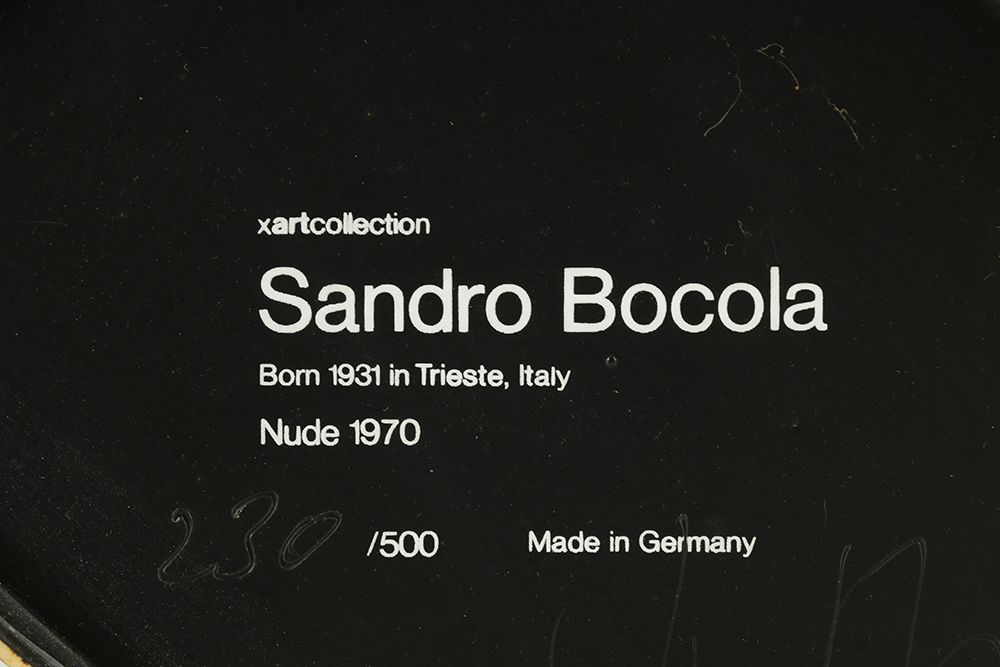 xartcollection
Sandro Bocola
Born 1931 in Trieste, Italy
Nude 1970
230 /500 Made in Germany